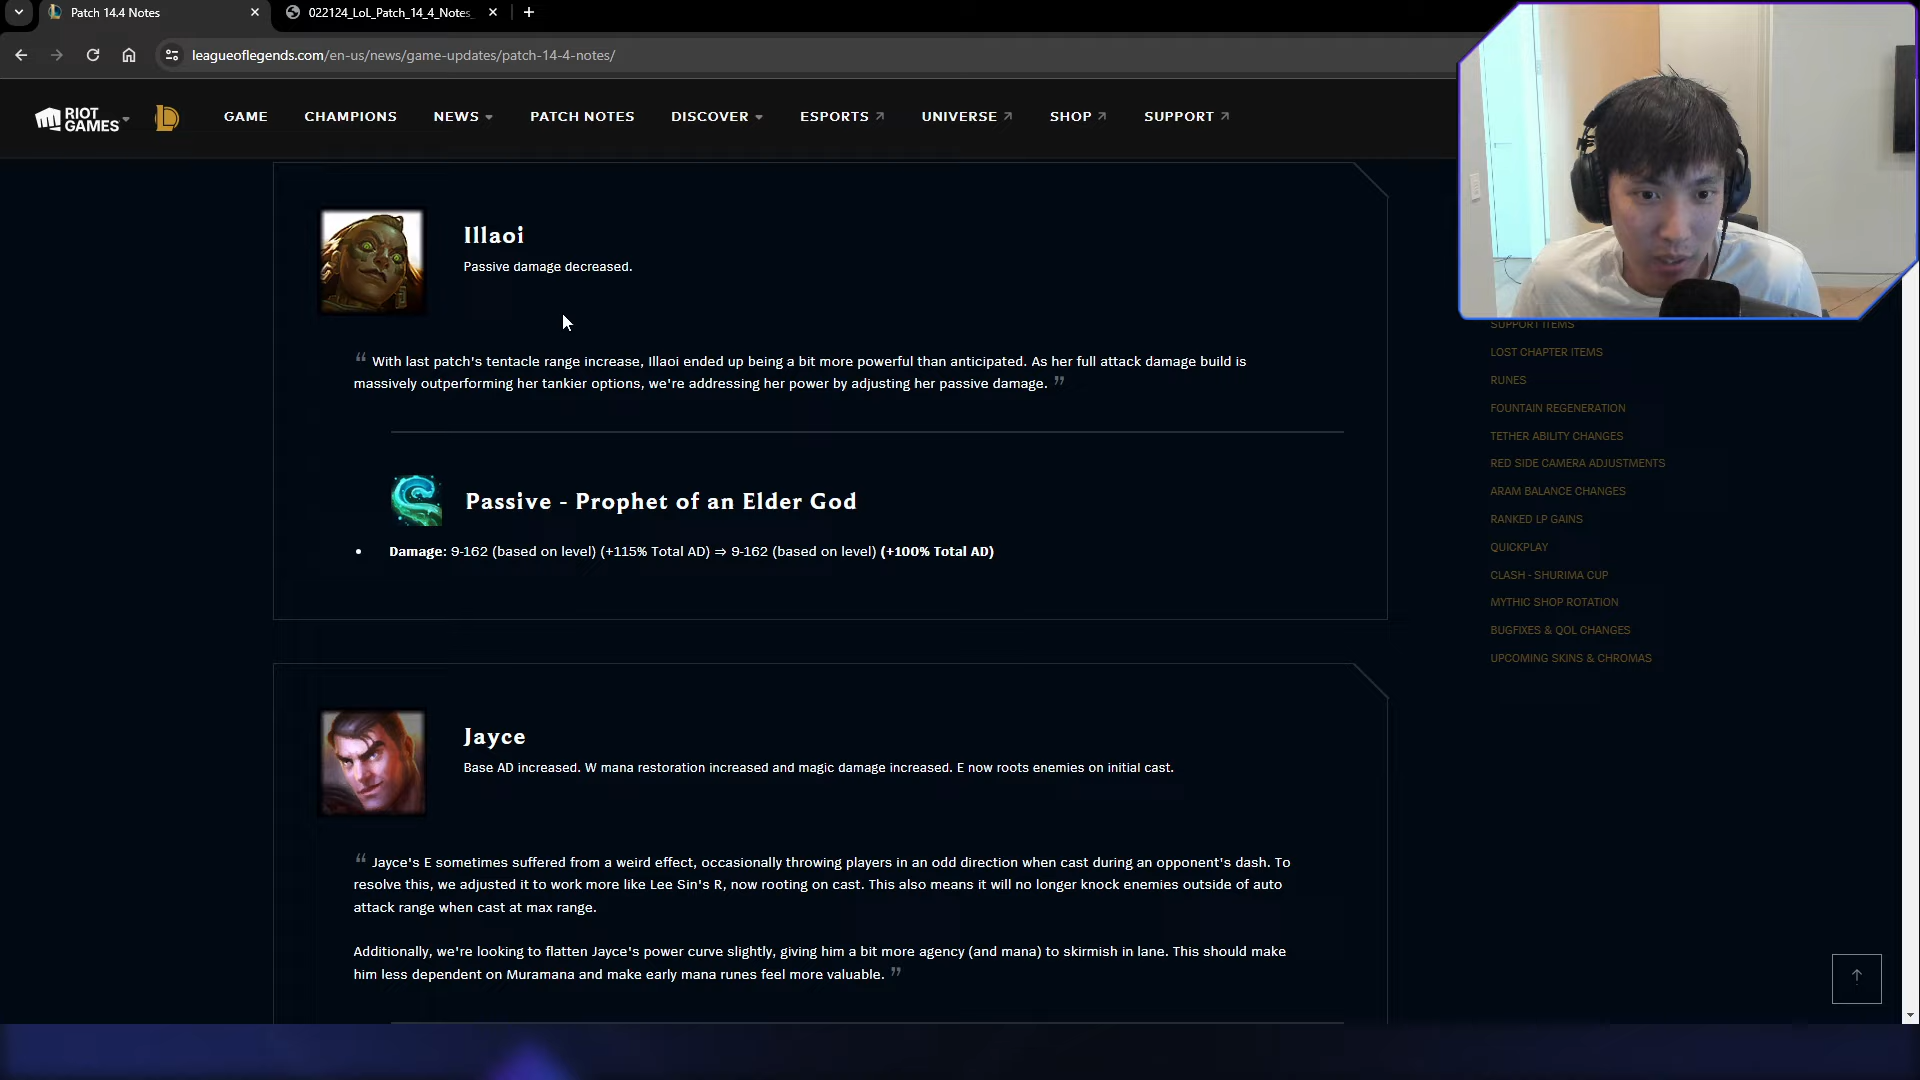 Patch 14.4 Notes
022124_LoL_Patch_14_4_Notes_
leagueoflegends.com/en-us/news/game-updates/patch-14-4-notes/
RIOT GAMES
GAME
CHAMPIONS
NEWS
PATCH NOTES
DISCOVER
ESPORTS
UNIVERSE
SHOP
SUPPORT
Illaoi
Passive damage decreased.
“ With last patch's tentacle range increase, Illaoi ended up being a bit more powerful than anticipated. As her full attack damage build is
massively outperforming her tankier options, we're addressing her power by adjusting her passive damage. ”
Passive - Prophet of an Elder God
• Damage: 9-162 (based on level) (+115% Total AD) ⇒ 9-162 (based on level) (+100% Total AD)
Jayce
Base AD increased. W mana restoration increased and magic damage increased. E now roots enemies on initial cast.
“ Jayce's E sometimes suffered from a weird effect, occasionally throwing players in an odd direction when cast during an opponent's dash. To
resolve this, we adjusted it to work more like Lee Sin's R, now rooting on cast. This also means it will no longer knock enemies outside of auto
attack range when cast at max range.
Additionally, we're looking to flatten Jayce's power curve slightly, giving him a bit more agency (and mana) to skirmish in lane. This should make
him less dependent on Muramana and make early mana runes feel more valuable. ”
SUPPORT ITEMS
LOST CHAPTER ITEMS
RUNES
FOUNTAIN REGENERATION
TETHER ABILITY CHANGES
RED SIDE CAMERA ADJUSTMENTS
ARAM BALANCE CHANGES
RANKED LP GAINS
QUICKPLAY
CLASH - SHURIMA CUP
MYTHIC SHOP ROTATION
BUGFIXES & QOL CHANGES
UPCOMING SKINS & CHROMAS